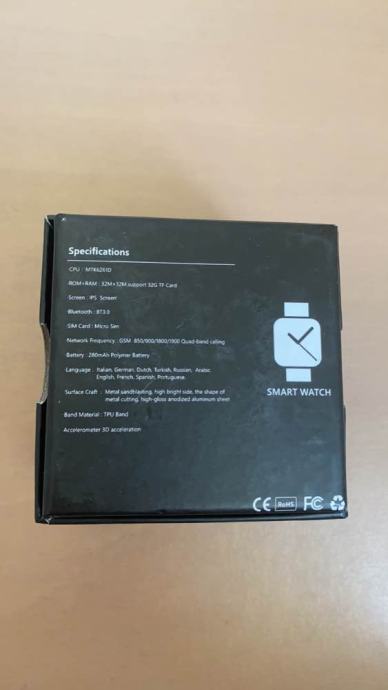 Specifications
CPU : MTK6261D
ROM+RAM : 32M+32M support 32G TF Card
Screen : IPS Screen
Bluetooth : BT3.0
SIM Card : Micro Sim
Network Frequency : GSM 850/900/1800/1900 Quad-band calling
Battery : 280mAh Polymer Battery
Language : Italian, German, Dutch, Turkish, Russian, Arabic
English, French, Spanish, Portuguese.
Surface Craft : Metal sandblasting, high bright side, the shape of
metal cutting, high-gloss anodized aluminum sheet
Band Material : TPU Band
Accelerometer 3D acceleration
SMART WATCH
CE RoHS FC